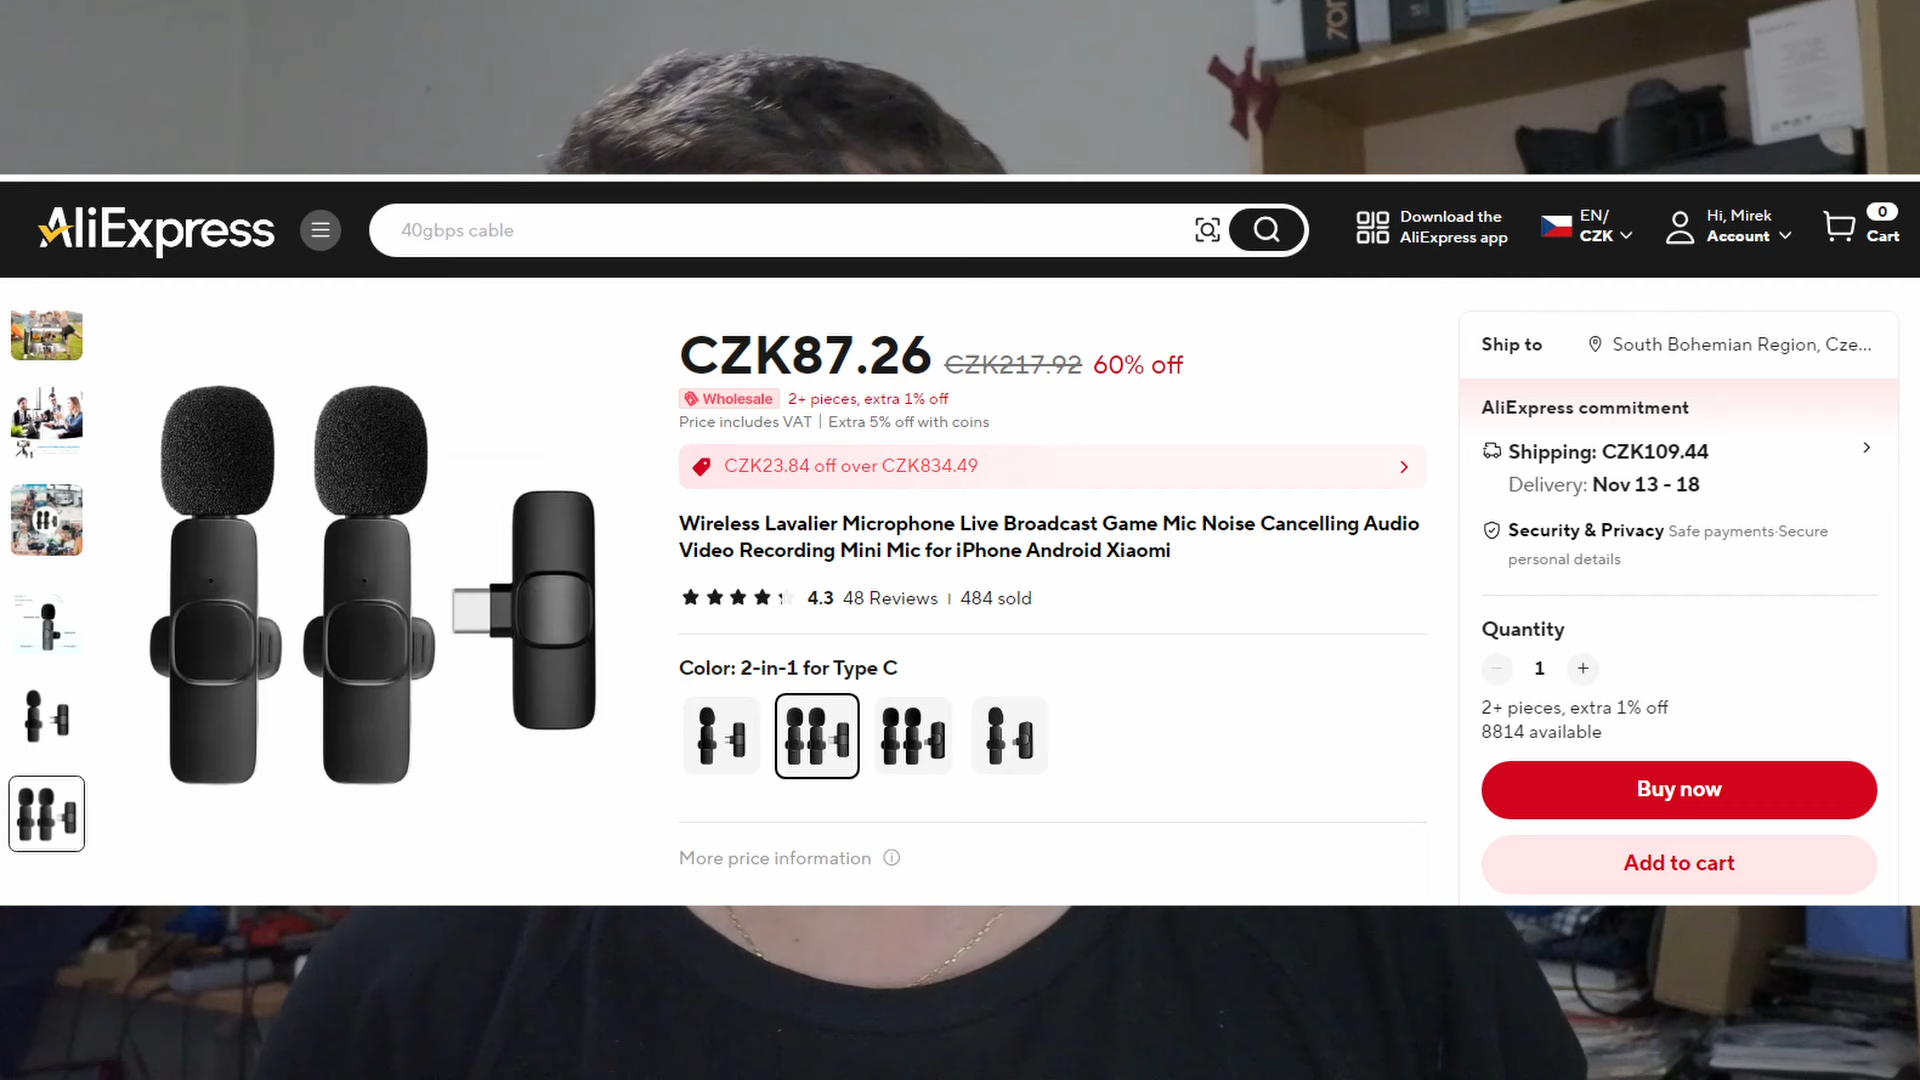 AliExpress
40gbps cable
Download the
AliExpress app
EN/
CZK
Hi, Mirek
Account
0
Cart
CZK87.26 CZK217.92 60% off
Wholesale 2+ pieces, extra 1% off
Price includes VAT | Extra 5% off with coins
CZK23.84 off over CZK834.49
Wireless Lavalier Microphone Live Broadcast Game Mic Noise Cancelling Audio
Video Recording Mini Mic for iPhone Android Xiaomi
4.3 48 Reviews | 484 sold
Color: 2-in-1 for Type C
More price information
Ship to South Bohemian Region, Cze...
AliExpress commitment
Shipping: CZK109.44
Delivery: Nov 13 - 18
Security & Privacy Safe payments·Secure
personal details
Quantity
1
2+ pieces, extra 1% off
8814 available
Buy now
Add to cart